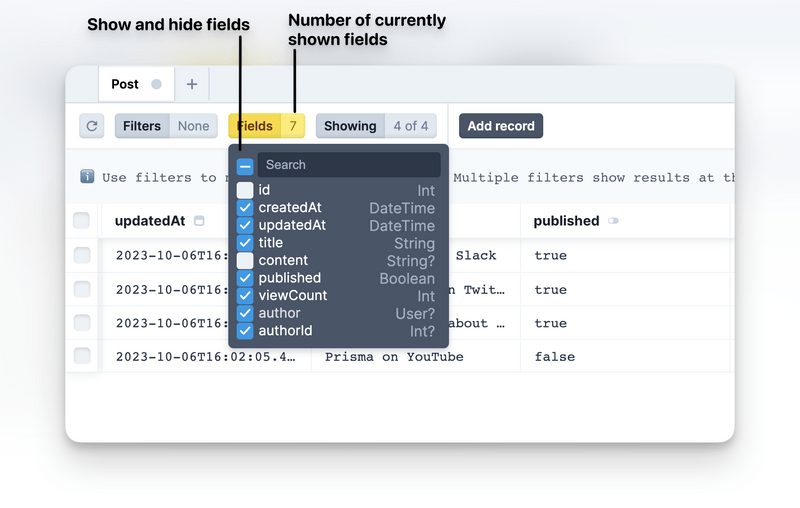 Show and hide fields
Number of currently
shown fields
Post
+
Filters None
Fields 7
Showing 4 of 4
Add record
Use filters to
Multiple filters show results at th
Search
id Int
createdAt DateTime
updatedAt DateTime
title String
content String?
published Boolean
viewCount Int
author User?
authorId Int?
updatedAt
published
2023-10-06T16: Slack true
2023-10-06T16: n Twit… true
2023-10-06T16: about … true
2023-10-06T16:02:05.4… Prisma on YouTube false